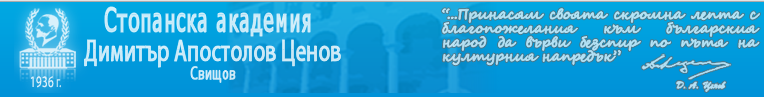 Стопанска академия
Димитър Апостолов Ценов
Свищов
1936 г.
“...Принасям своята скромна лепта с
благопожелания към българския
народ да върви безспир по пътя на
културния напредък”
Д. А. Ценов